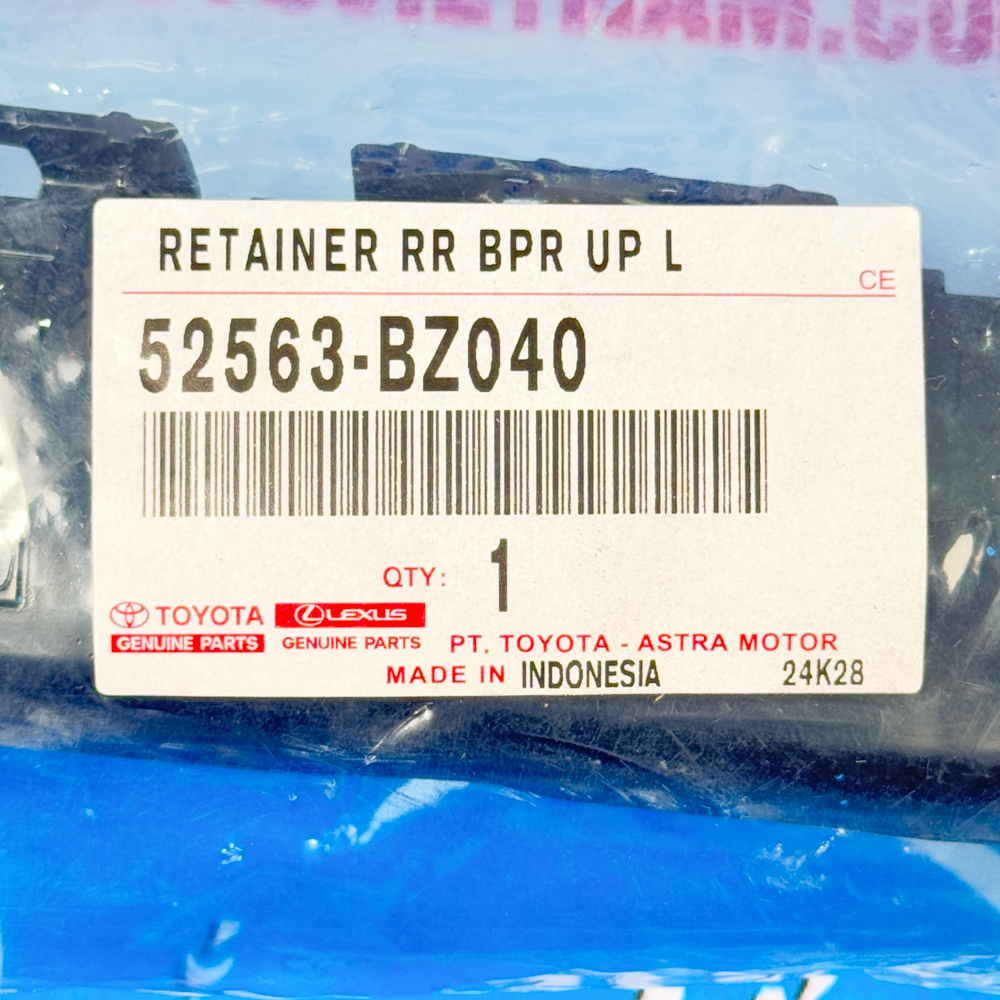 RETAINER RR BPR UP L
CE
52563-BZ040
QTY: 1
TOYOTA
LEXUS
GENUINE PARTS
GENUINE PARTS
PT. TOYOTA - ASTRA MOTOR
MADE IN INDONESIA
24K28